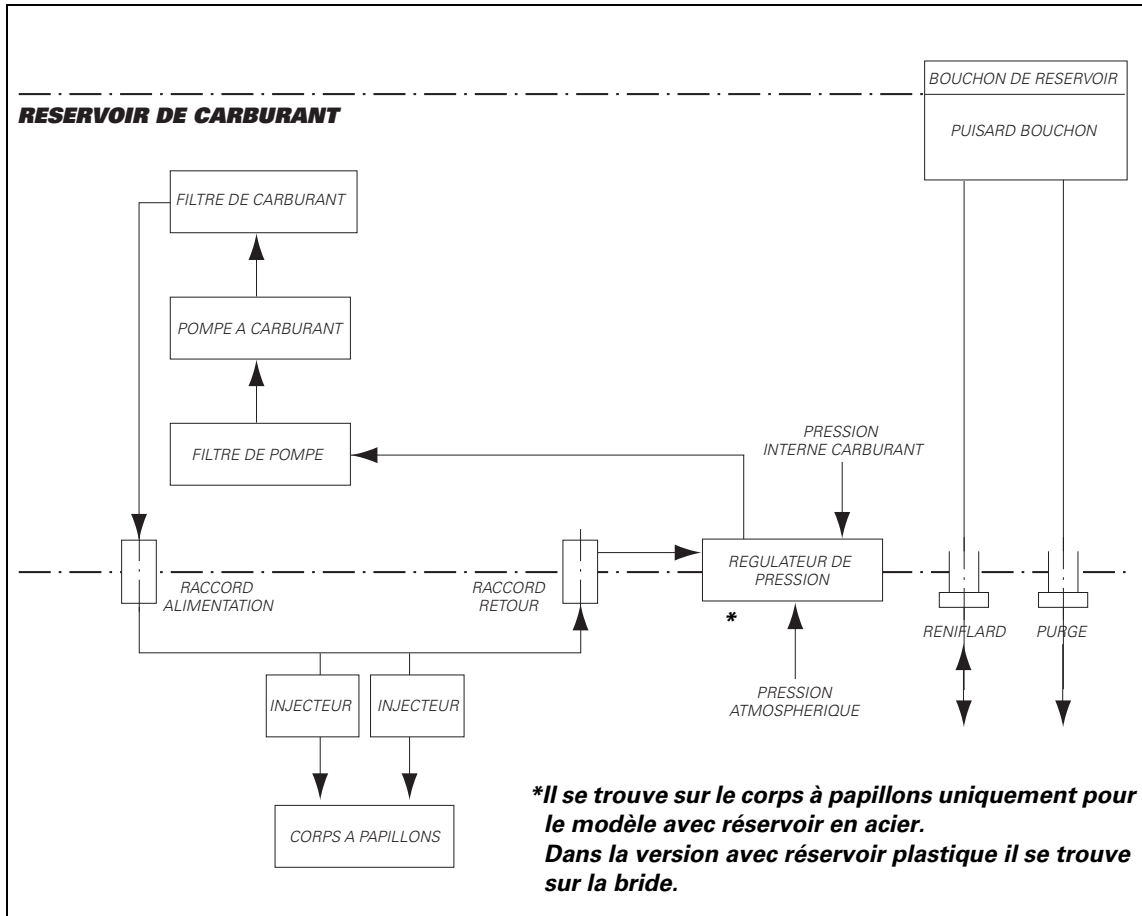 BOUCHON DE RESERVOIR
RESERVOIR DE CARBURANT
PUISARD BOUCHON
FILTRE DE CARBURANT
POMPE A CARBURANT
FILTRE DE POMPE
PRESSION
INTERNE CARBURANT
REGULATEUR DE
PRESSION
RACCORD
ALIMENTATION
RACCORD
RETOUR
*
RENIFLARD
PURGE
INJECTEUR
INJECTEUR
PRESSION
ATMOSPHERIQUE
CORPS A PAPILLONS
*Il se trouve sur le corps à papillons uniquement pour
le modèle avec réservoir en acier.
Dans la version avec réservoir plastique il se trouve
sur la bride.